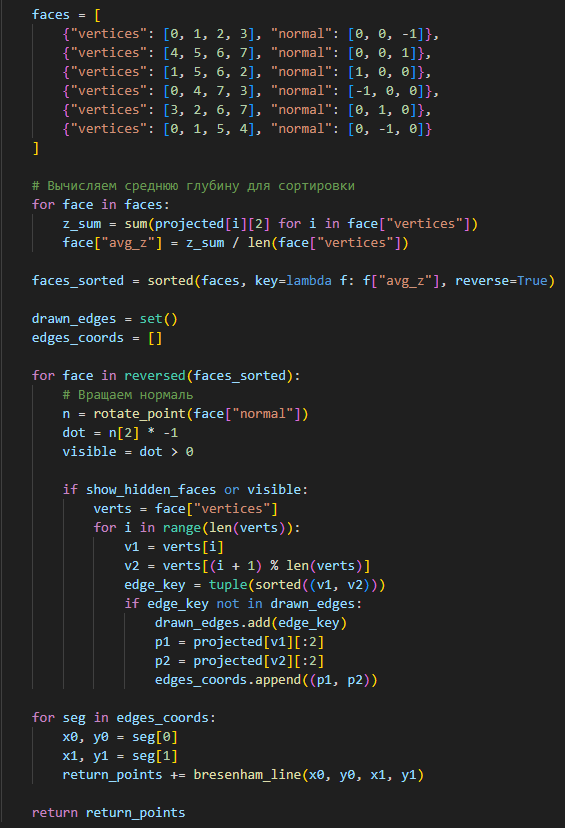 faces = [
    {"vertices": [0, 1, 2, 3], "normal": [0, 0, -1]},
    {"vertices": [4, 5, 6, 7], "normal": [0, 0, 1]},
    {"vertices": [1, 5, 6, 2], "normal": [1, 0, 0]},
    {"vertices": [0, 4, 7, 3], "normal": [-1, 0, 0]},
    {"vertices": [3, 2, 6, 7], "normal": [0, 1, 0]},
    {"vertices": [0, 1, 5, 4], "normal": [0, -1, 0]}
]

# Вычисляем среднюю глубину для сортировки
for face in faces:
    z_sum = sum(projected[i][2] for i in face["vertices"])
    face["avg_z"] = z_sum / len(face["vertices"])

faces_sorted = sorted(faces, key=lambda f: f["avg_z"], reverse=True)

drawn_edges = set()
edges_coords = []

for face in reversed(faces_sorted):
    # Вращаем нормаль
    n = rotate_point(face["normal"])
    dot = n[2] * -1
    visible = dot > 0

    if show_hidden_faces or visible:
        verts = face["vertices"]
        for i in range(len(verts)):
            v1 = verts[i]
            v2 = verts[(i + 1) % len(verts)]
            edge_key = tuple(sorted((v1, v2)))
            if edge_key not in drawn_edges:
                drawn_edges.add(edge_key)
                p1 = projected[v1][:2]
                p2 = projected[v2][:2]
                edges_coords.append((p1, p2))

for seg in edges_coords:
    x0, y0 = seg[0]
    x1, y1 = seg[1]
    return_points += bresenham_line(x0, y0, x1, y1)

return return_points